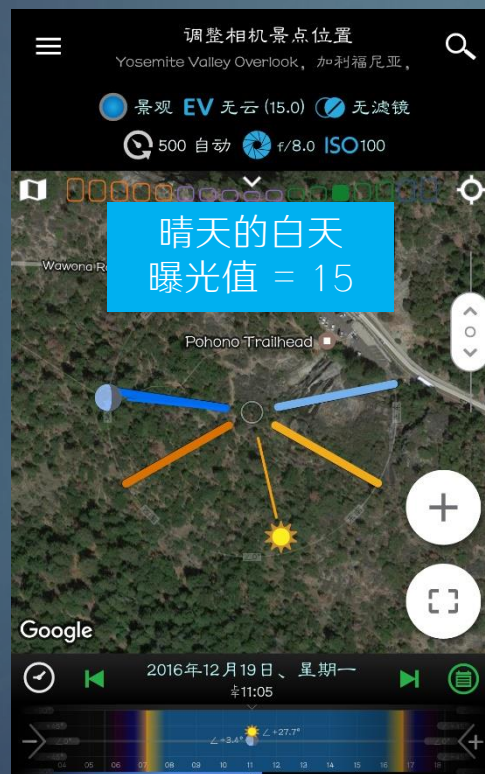 调整相机景点位置
Yosemite Valley Overlook, 加利福尼亚,
景观 EV 无云 (15.0) 无滤镜
500 自动 f/8.0 ISO100
晴天的白天
曝光值 = 15
Wawona R
Pohono Trailhead
Google
2016年12月19日、星期一
11:05
∠+3.4° ∠+27.7°
04 05 06 07 08 09 10 11 12 13 14 15 16 17 18